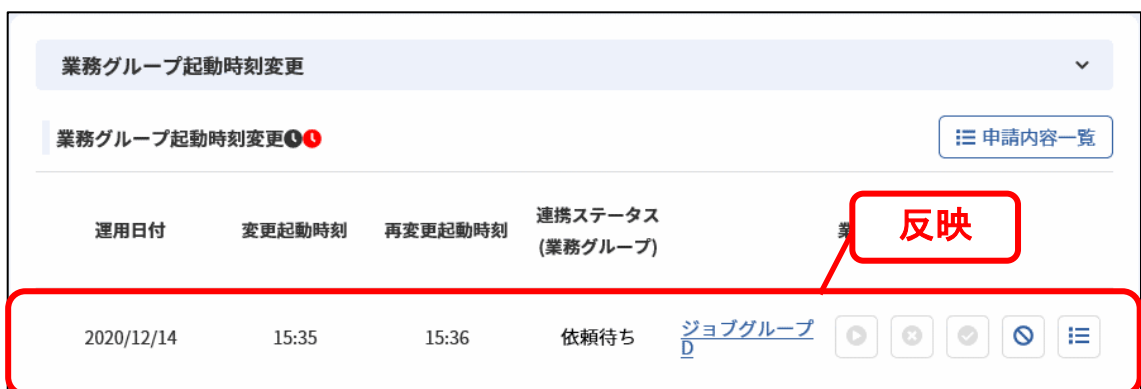 業務グループ起動時刻変更
業務グループ起動時刻変更
申請内容一覧
運用日付
変更起動時刻
再変更起動時刻
連携ステータス
(業務グループ)
反映
2020/12/14
15:35
15:36
依頼待ち
ジョブグループ
D